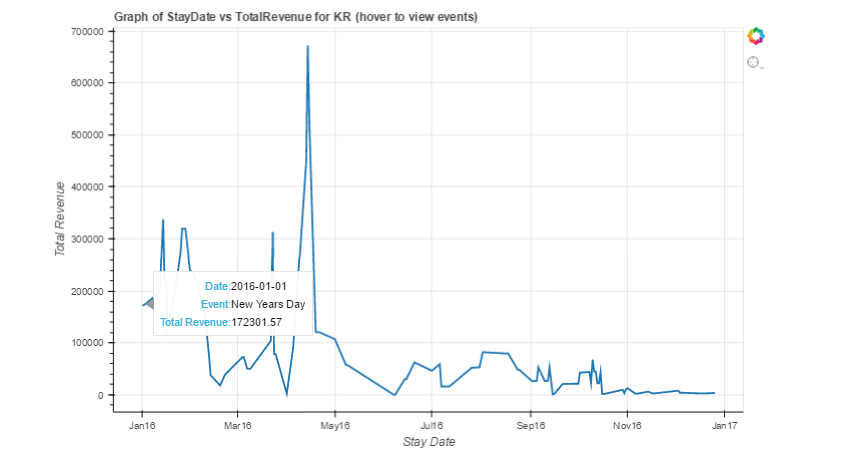 Graph of StayDate vs TotalRevenue for KR (hover to view events)
700000
600000
500000
400000
300000
200000
100000
0
Total Revenue
Date:2016-01-01
Event:New Years Day
Total Revenue:172301.57
Jan16 Mar16 May16 Jul16 Sep16 Nov16 Jan17
Stay Date